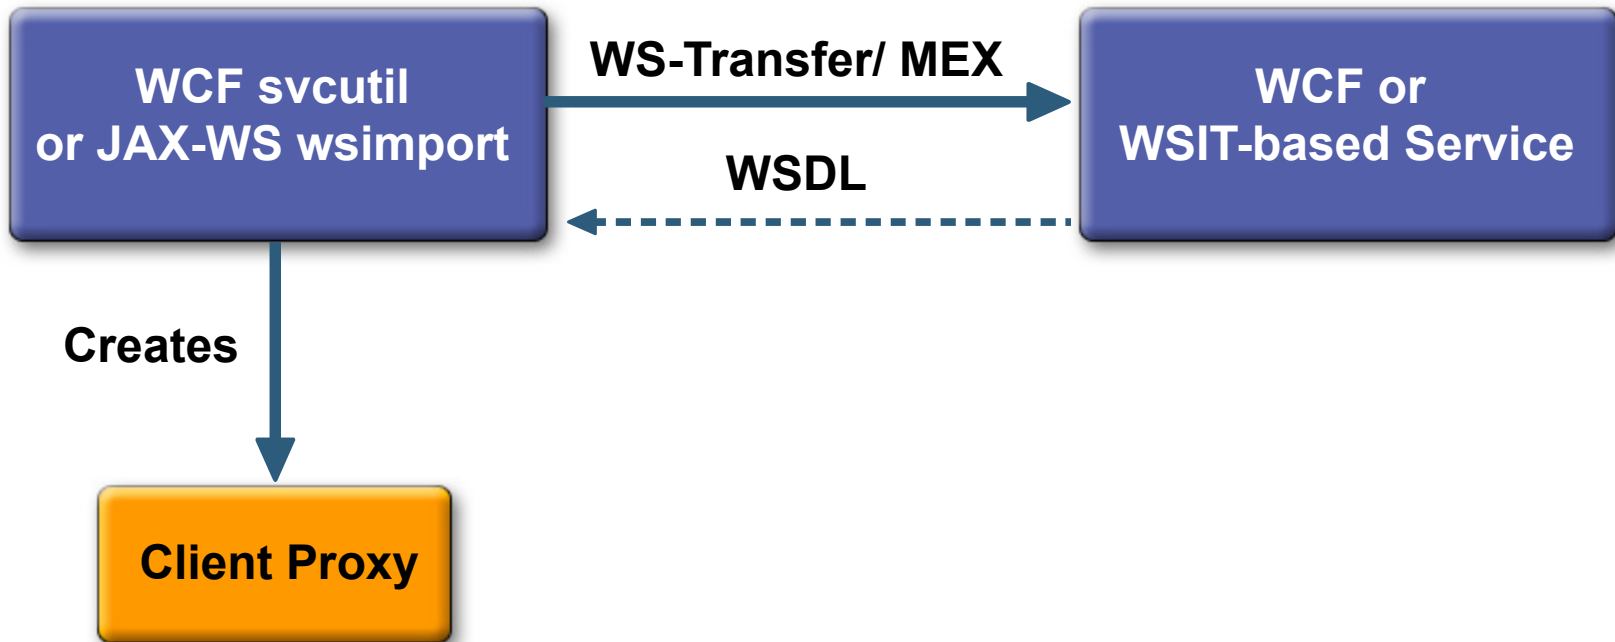 WCF svcutil
or JAX-WS wsimport
WS-Transfer/ MEX
WCF or
WSIT-based Service
WSDL
Creates
Client Proxy